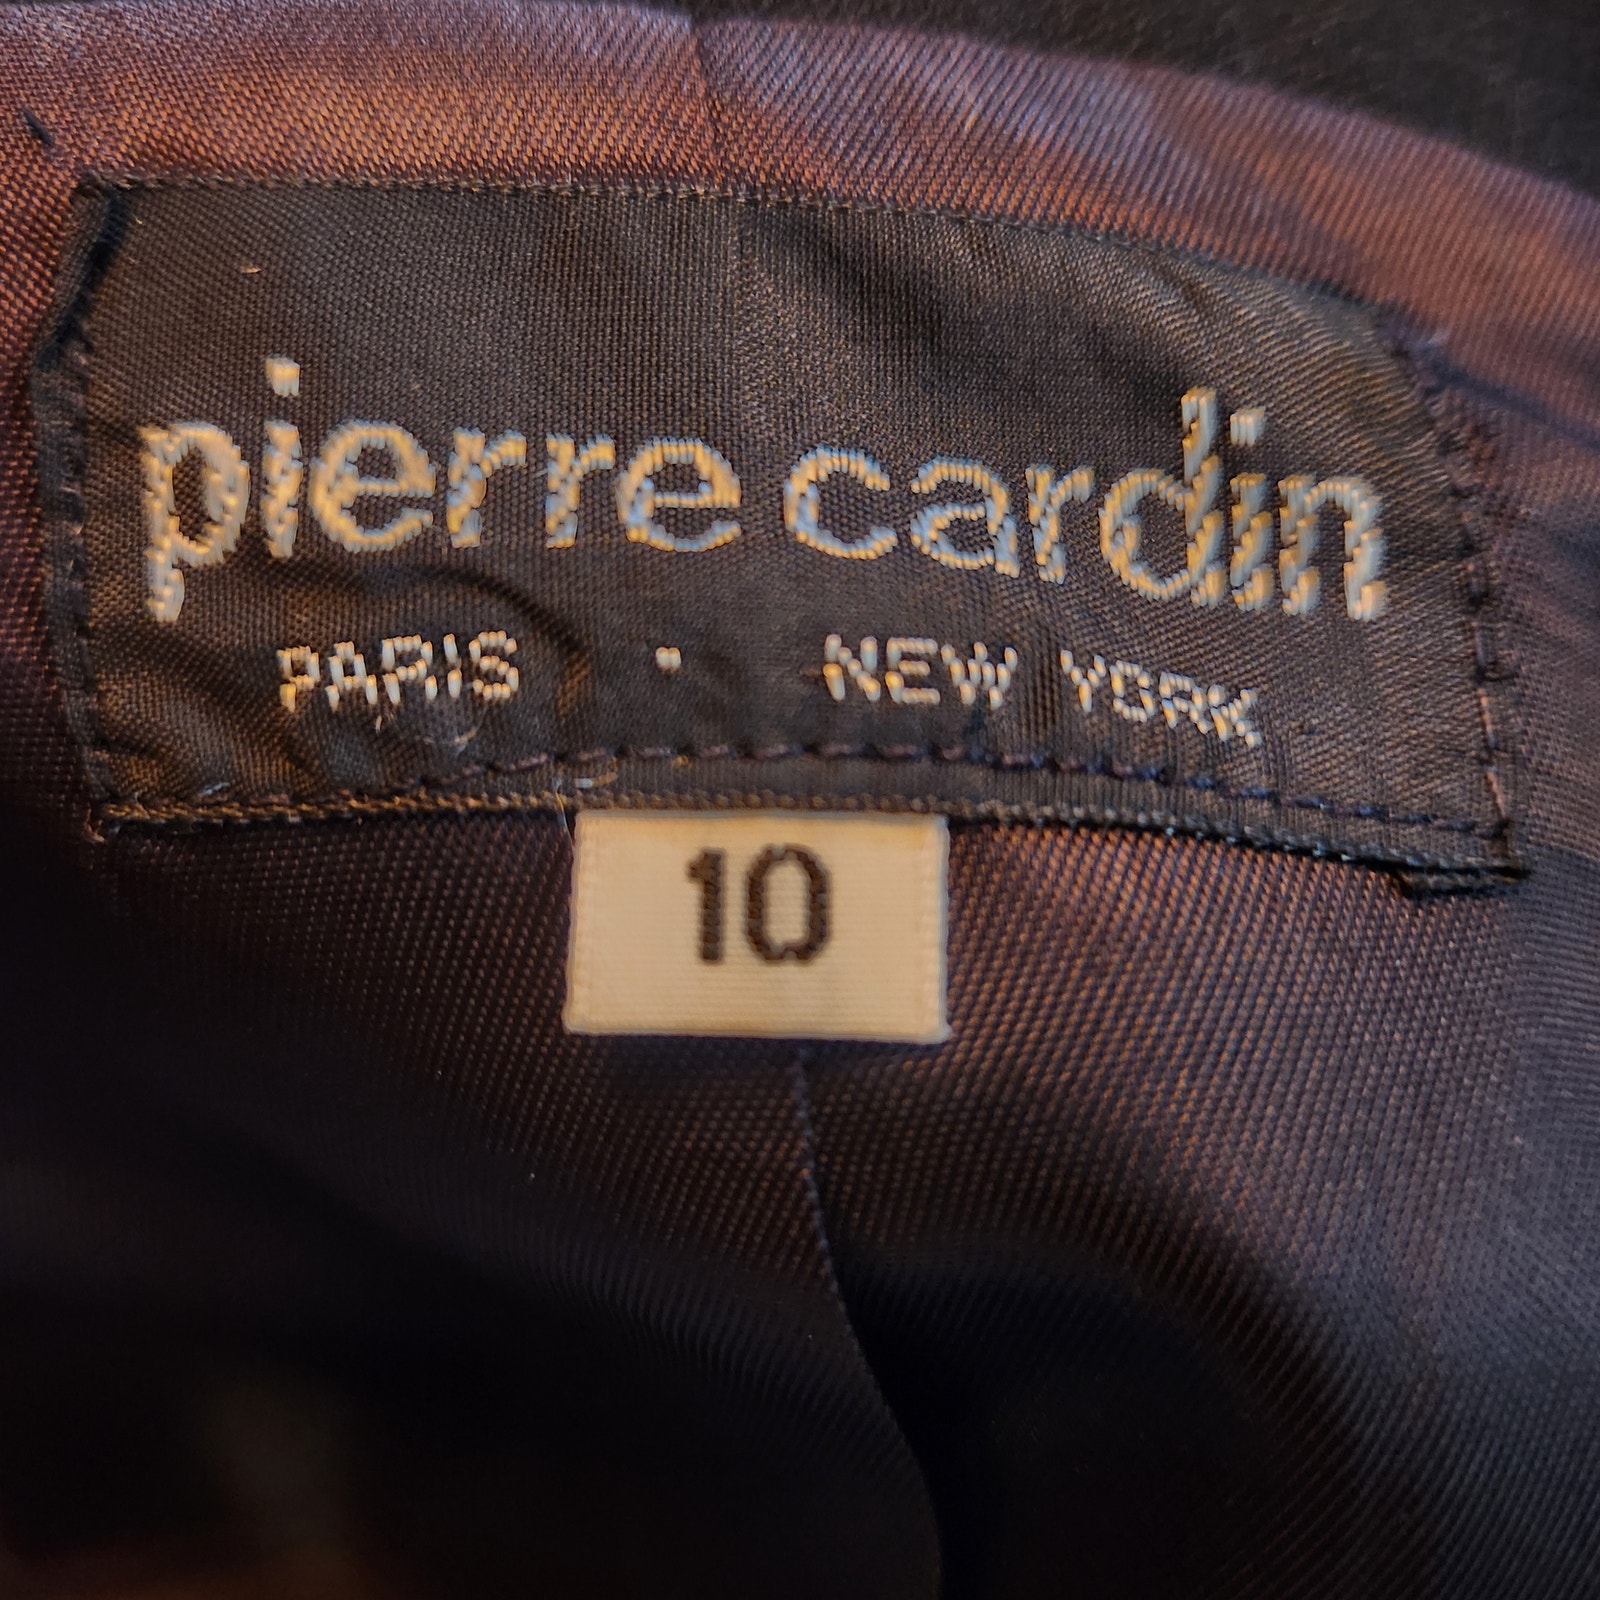 pierre cardin
PARIS · NEW YORK
10